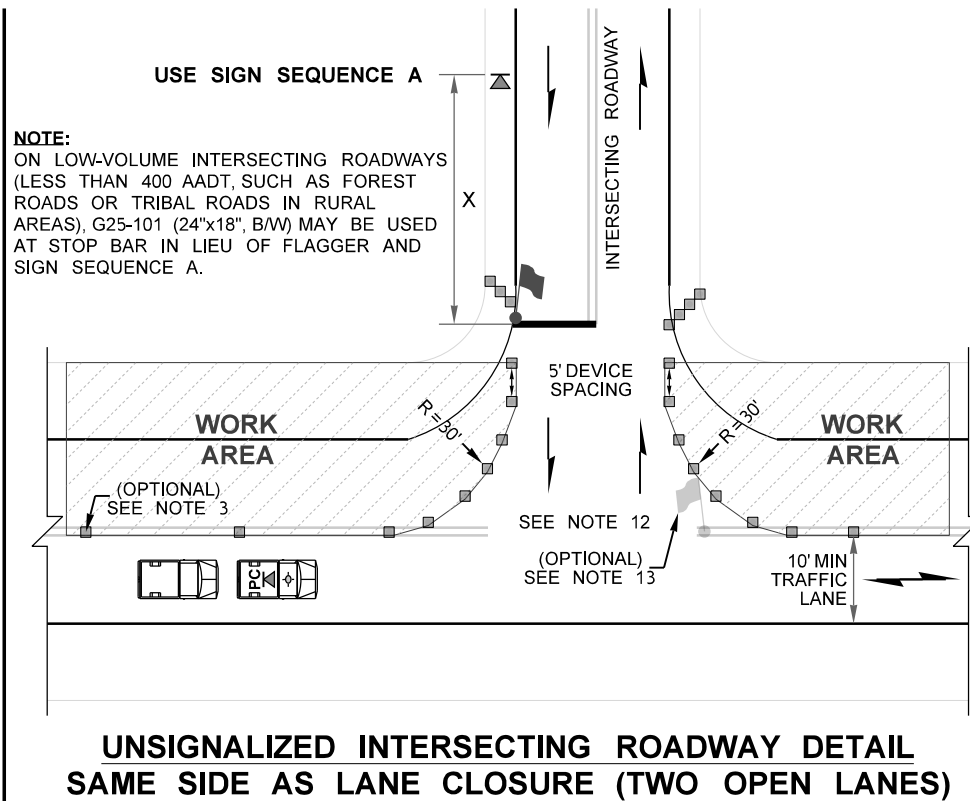 USE SIGN SEQUENCE A
NOTE:
ON LOW-VOLUME INTERSECTING ROADWAYS
(LESS THAN 400 AADT, SUCH AS FOREST
ROADS OR TRIBAL ROADS IN RURAL
AREAS), G25-101 (24"x18", B/W) MAY BE USED
AT STOP BAR IN LIEU OF FLAGGER AND
SIGN SEQUENCE A.
X
INTERSECTING ROADWAY
5' DEVICE
SPACING
WORK
AREA
R=30'
R=30'
WORK
AREA
(OPTIONAL)
SEE NOTE 3
SEE NOTE 12
(OPTIONAL)
SEE NOTE 13
10' MIN
TRAFFIC
LANE
PC
UNSIGNALIZED INTERSECTING ROADWAY DETAIL
SAME SIDE AS LANE CLOSURE (TWO OPEN LANES)